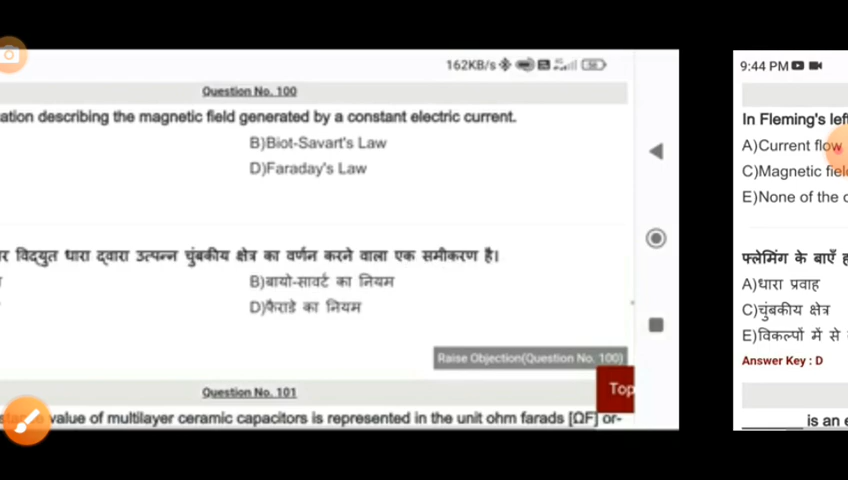 162KB/s
Question No. 100
ation describing the magnetic field generated by a constant electric current.
B)Biot-Savart's Law
D)Faraday's Law
र विद्युत धारा द्वारा उत्पन्न चुंबकीय क्षेत्र का वर्णन करने वाला एक समीकरण है।
B)बायो-सावर्ट का नियम
D)फैराडे का नियम
Raise Objection(Question No. 100)
Top
Question No. 101
value of multilayer ceramic capacitors is represented in the unit ohm farads [ΩF] or-
9:44 PM
In Fleming's left
A)Current flow
C)Magnetic fiel
E)None of the
फ्लेमिंग के बाएँ ह
A)धारा प्रवाह
C)चुंबकीय क्षेत्र
E)विकल्पों में से
Answer Key : D
is an e